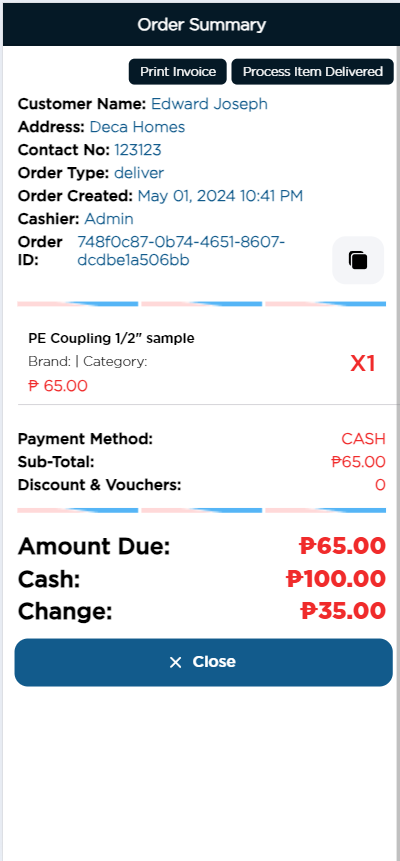 Order Summary
Print Invoice Process Item Delivered
Customer Name: Edward Joseph
Address: Deca Homes
Contact No: 123123
Order Type: deliver
Order Created: May 01, 2024 10:41 PM
Cashier: Admin
Order ID: 748f0c87-0b74-4651-8607-
dcdbe1a506bb
PE Coupling 1/2" sample
Brand: | Category:
X1
₱ 65.00
Payment Method: CASH
Sub-Total: ₱65.00
Discount & Vouchers: 0
Amount Due: ₱65.00
Cash: ₱100.00
Change: ₱35.00
Close